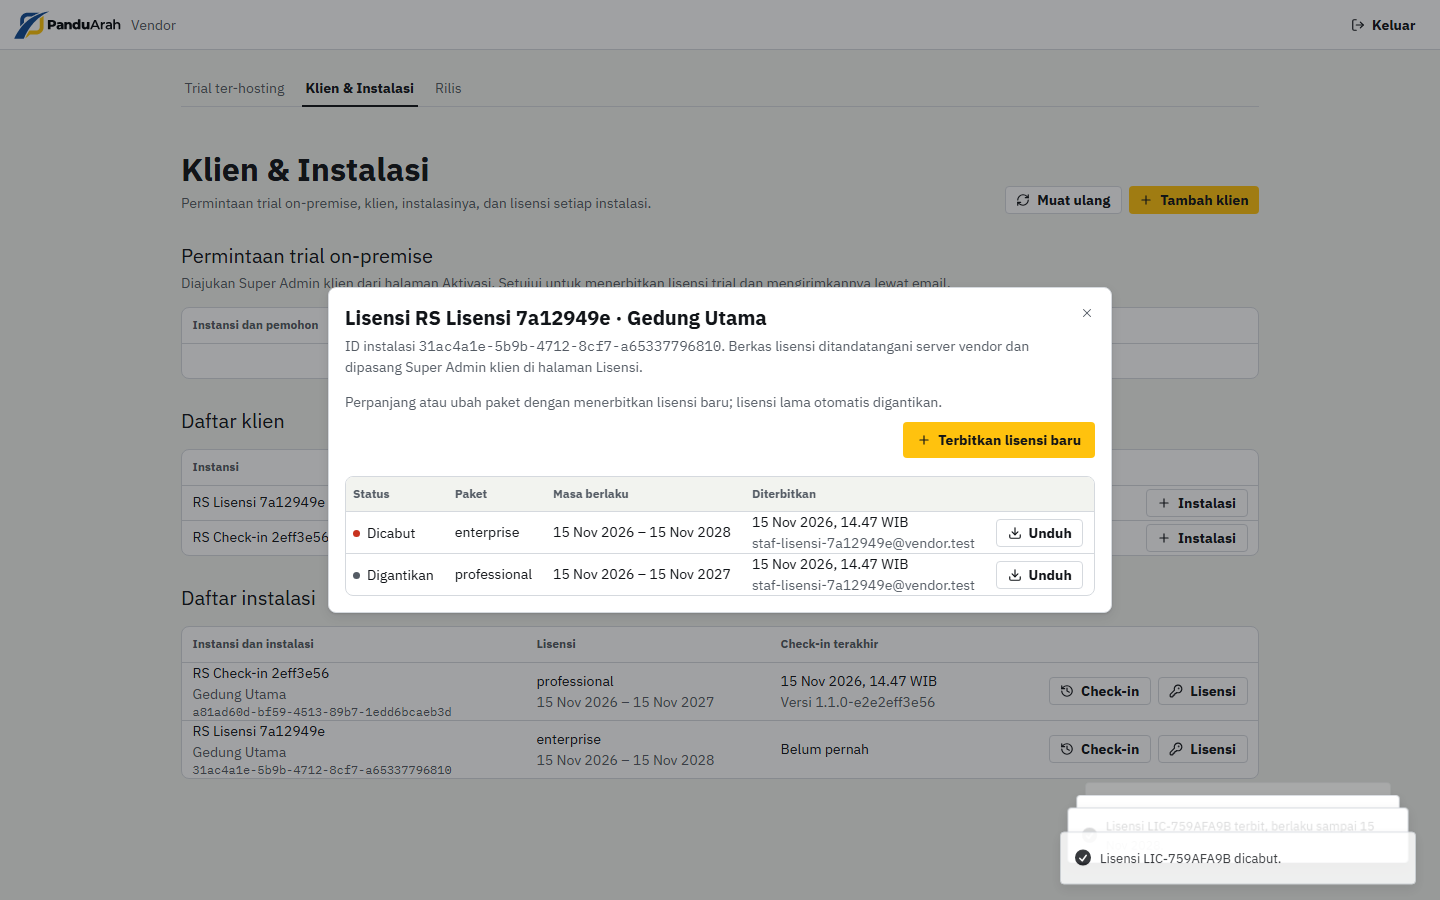 PanduArah Vendor
Keluar
Trial ter-hosting
Klien & Instalasi
Rilis
Klien & Instalasi
Permintaan trial on-premise, klien, instalasinya, dan lisensi setiap instalasi.
Muat ulang
Tambah klien
Permintaan trial on-premise
Diajukan Super Admin klien dari halaman Aktivasi. Setujui untuk menerbitkan lisensi trial dan mengirimkannya lewat email.
Instansi dan pemohon
Daftar klien
Instansi
RS Lisensi 7a12949e
Instalasi
RS Check-in 2eff3e56
Instalasi
Lisensi RS Lisensi 7a12949e · Gedung Utama
ID instalasi 31ac4a1e-5b9b-4712-8cf7-a65337796810. Berkas lisensi ditandatangani server vendor dan
dipasang Super Admin klien di halaman Lisensi.
Perpanjang atau ubah paket dengan menerbitkan lisensi baru; lisensi lama otomatis digantikan.
Terbitkan lisensi baru
Status Paket Masa berlaku Diterbitkan
Dicabut enterprise 15 Nov 2026 – 15 Nov 2028 15 Nov 2026, 14.47 WIB
staf-lisensi-7a12949e@vendor.test
Unduh
Digantikan professional 15 Nov 2026 – 15 Nov 2027 15 Nov 2026, 14.47 WIB
staf-lisensi-7a12949e@vendor.test
Unduh
Daftar instalasi
Instansi dan instalasi Lisensi Check-in terakhir
RS Check-in 2eff3e56
Gedung Utama
a81ad60d-bf59-4513-89b7-1edd6bcaeb3d
professional
15 Nov 2026 – 15 Nov 2027
15 Nov 2026, 14.47 WIB
Versi 1.1.0-e2e2eff3e56
Check-in
Lisensi
RS Lisensi 7a12949e
Gedung Utama
31ac4a1e-5b9b-4712-8cf7-a65337796810
enterprise
15 Nov 2026 – 15 Nov 2028
Belum pernah
Check-in
Lisensi
Lisensi LIC-759AFA9B terbit, berlaku sampai 15
Lisensi LIC-759AFA9B dicabut.